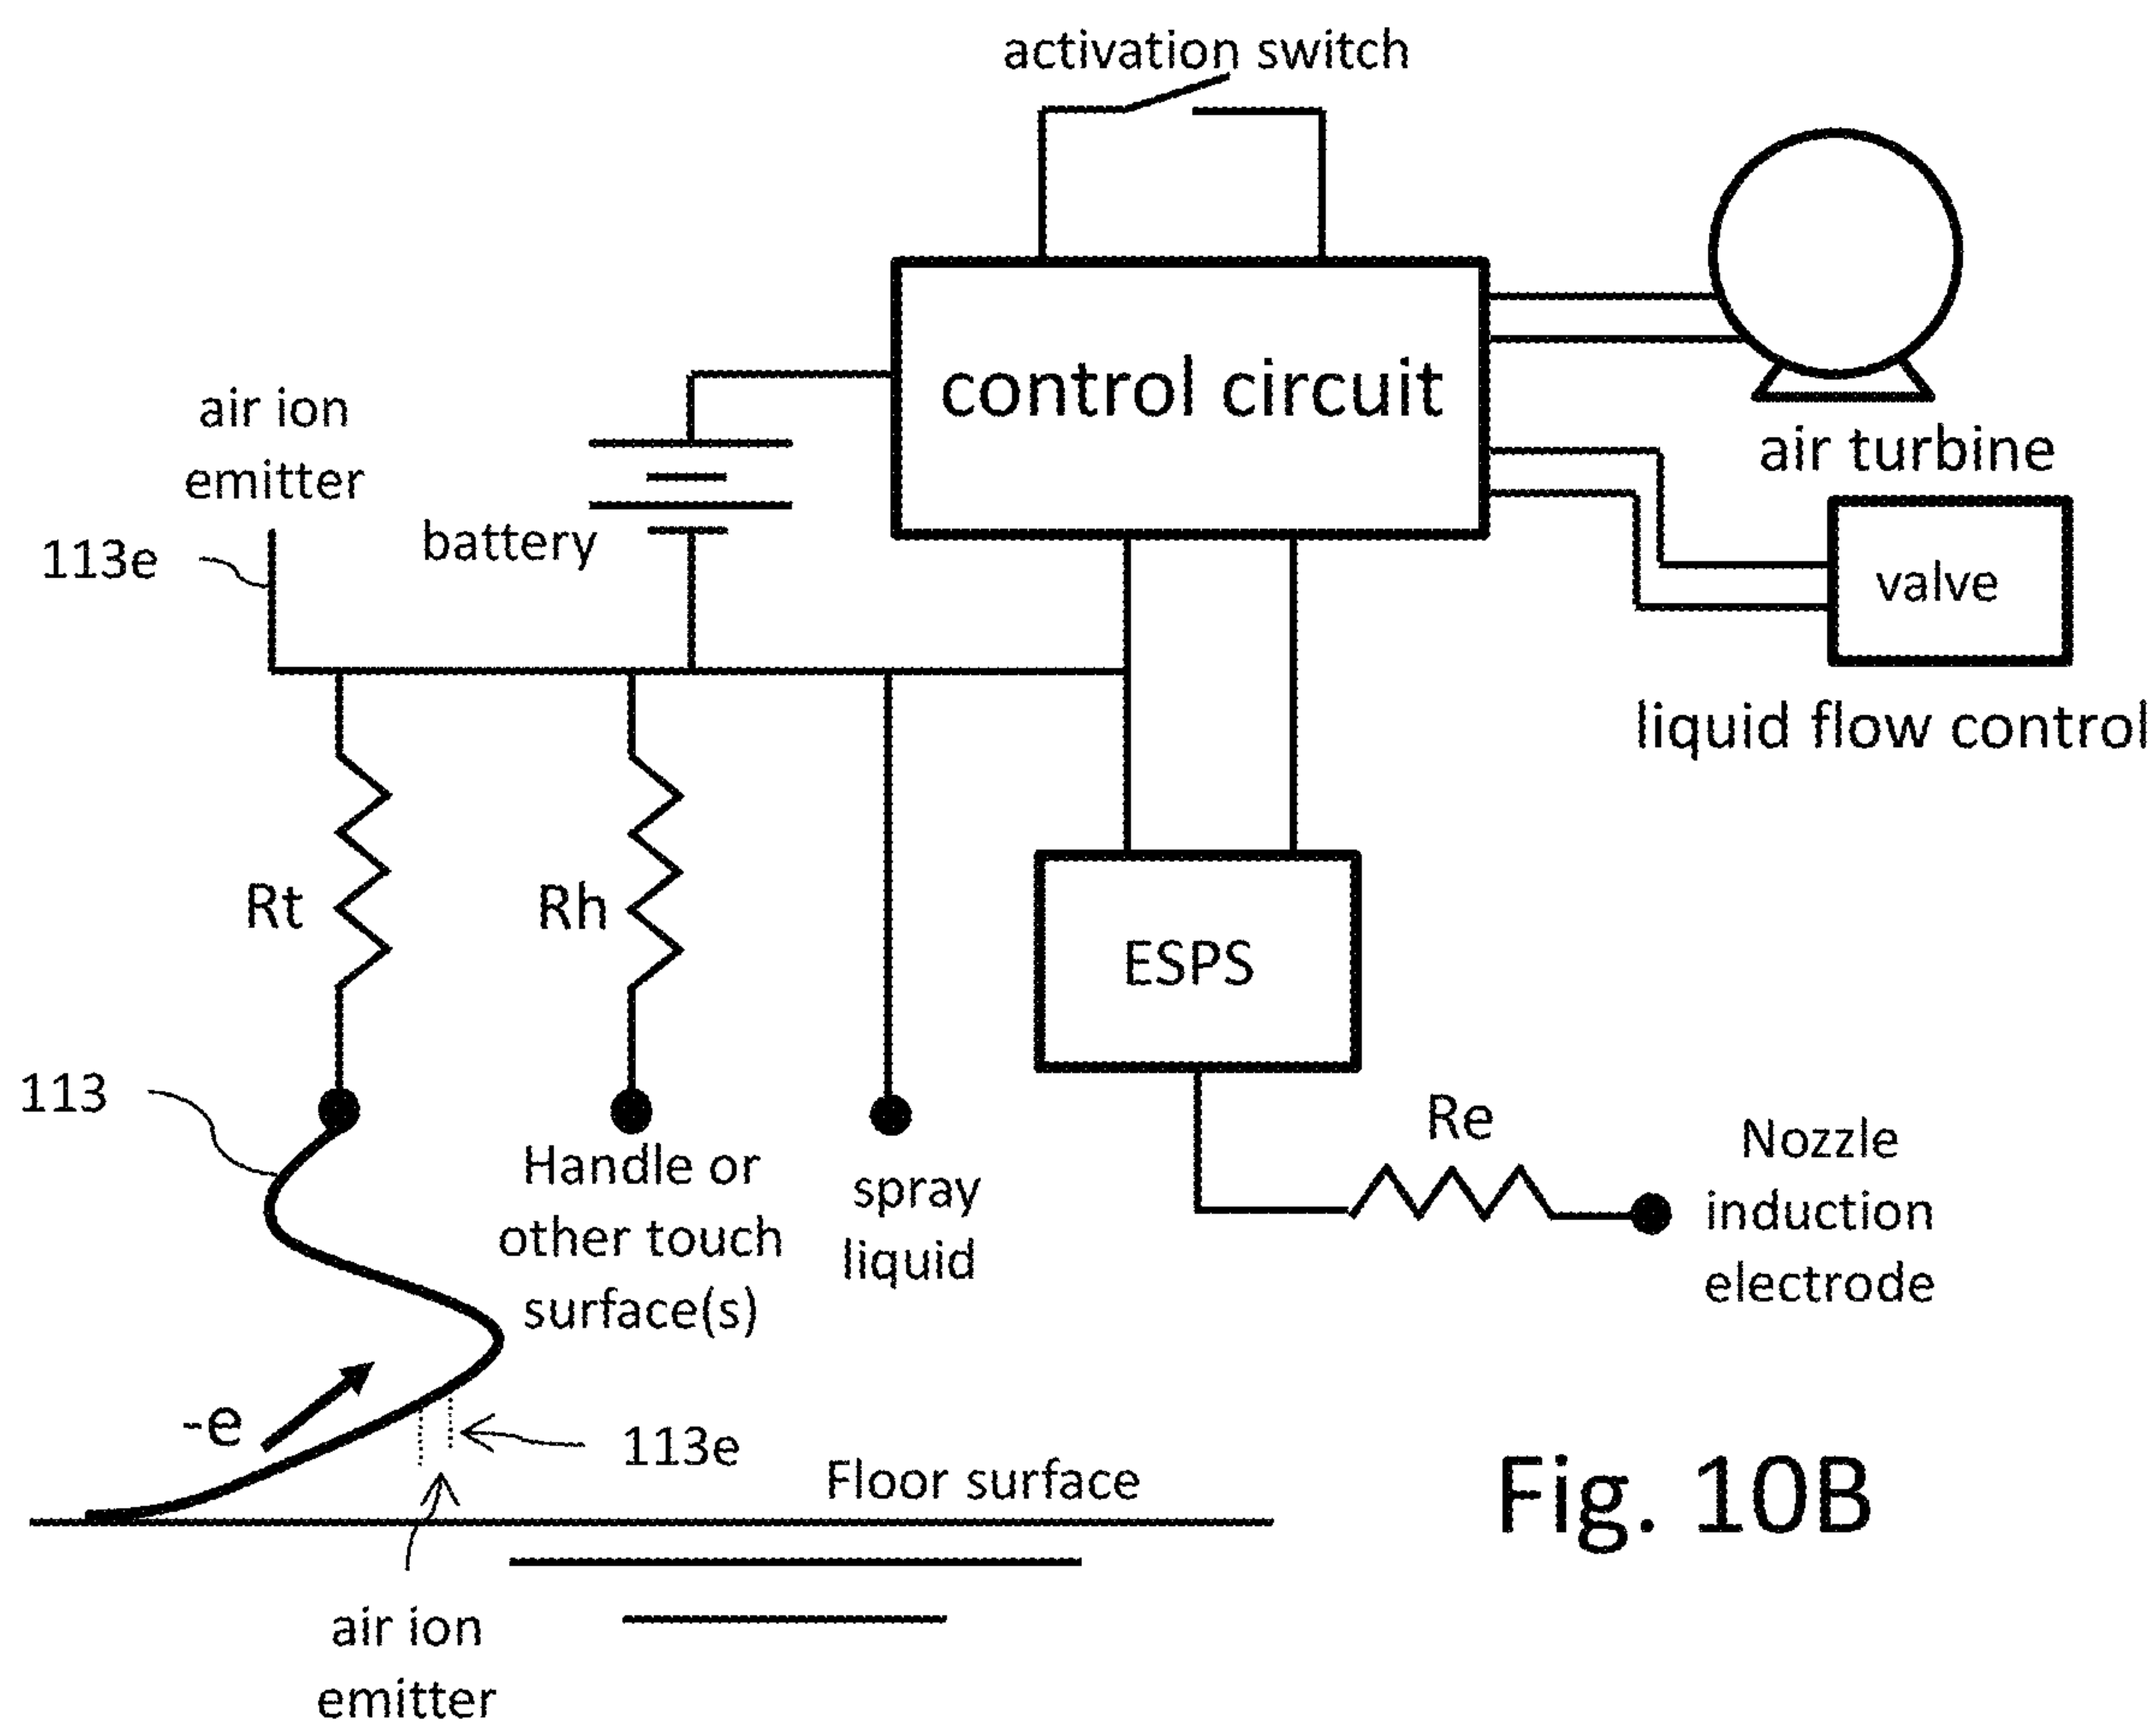 activation switch
control circuit
air turbine
valve
liquid flow control
air ion
emitter
113e
battery
Rt
Rh
ESPS
113
Handle or
other touch
surface(s)
spray
liquid
Re
Nozzle
induction
electrode
-e
113e
Floor surface
air ion
emitter
Fig. 10B